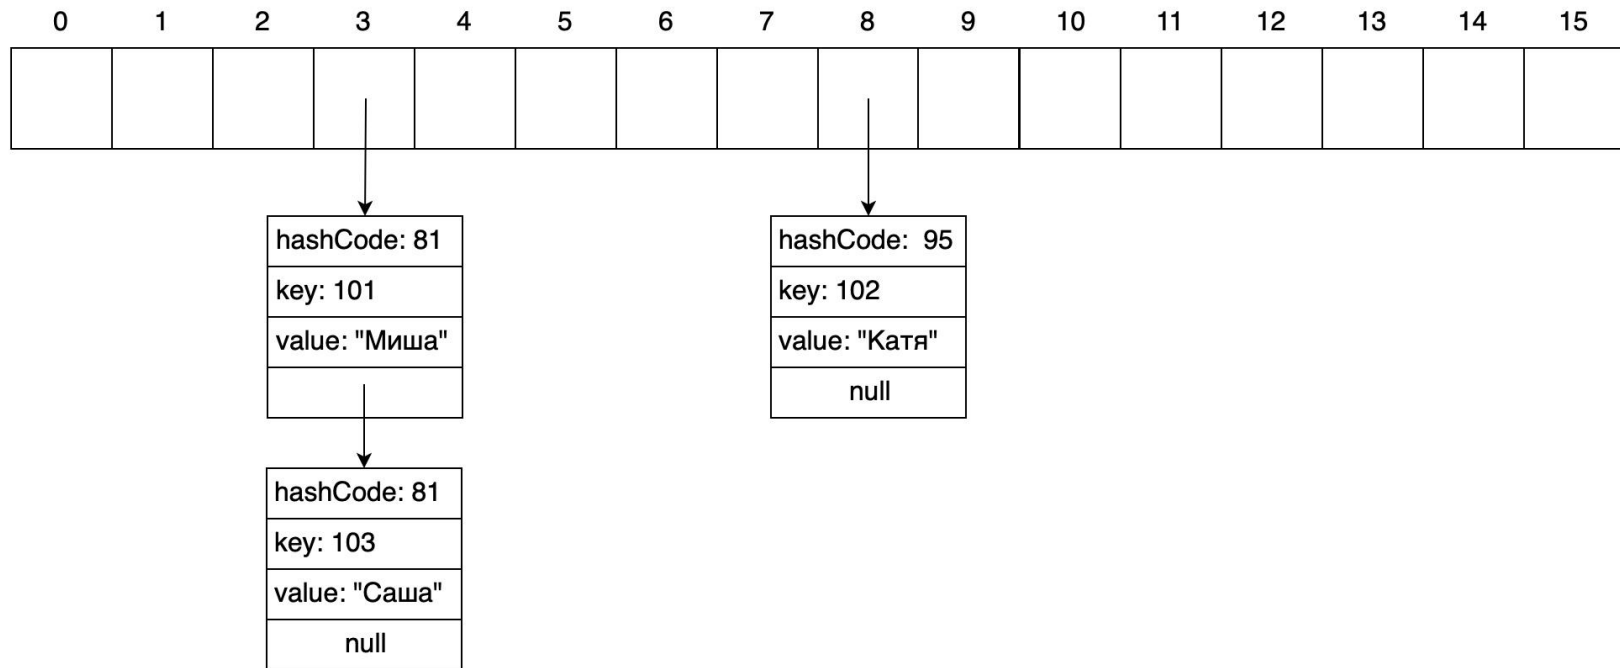 0 1 2 3 4 5 6 7 8 9 10 11 12 13 14 15
hashCode: 81
key: 101
value: "Миша"
hashCode: 95
key: 102
value: "Катя"
null
hashCode: 81
key: 103
value: "Саша"
null